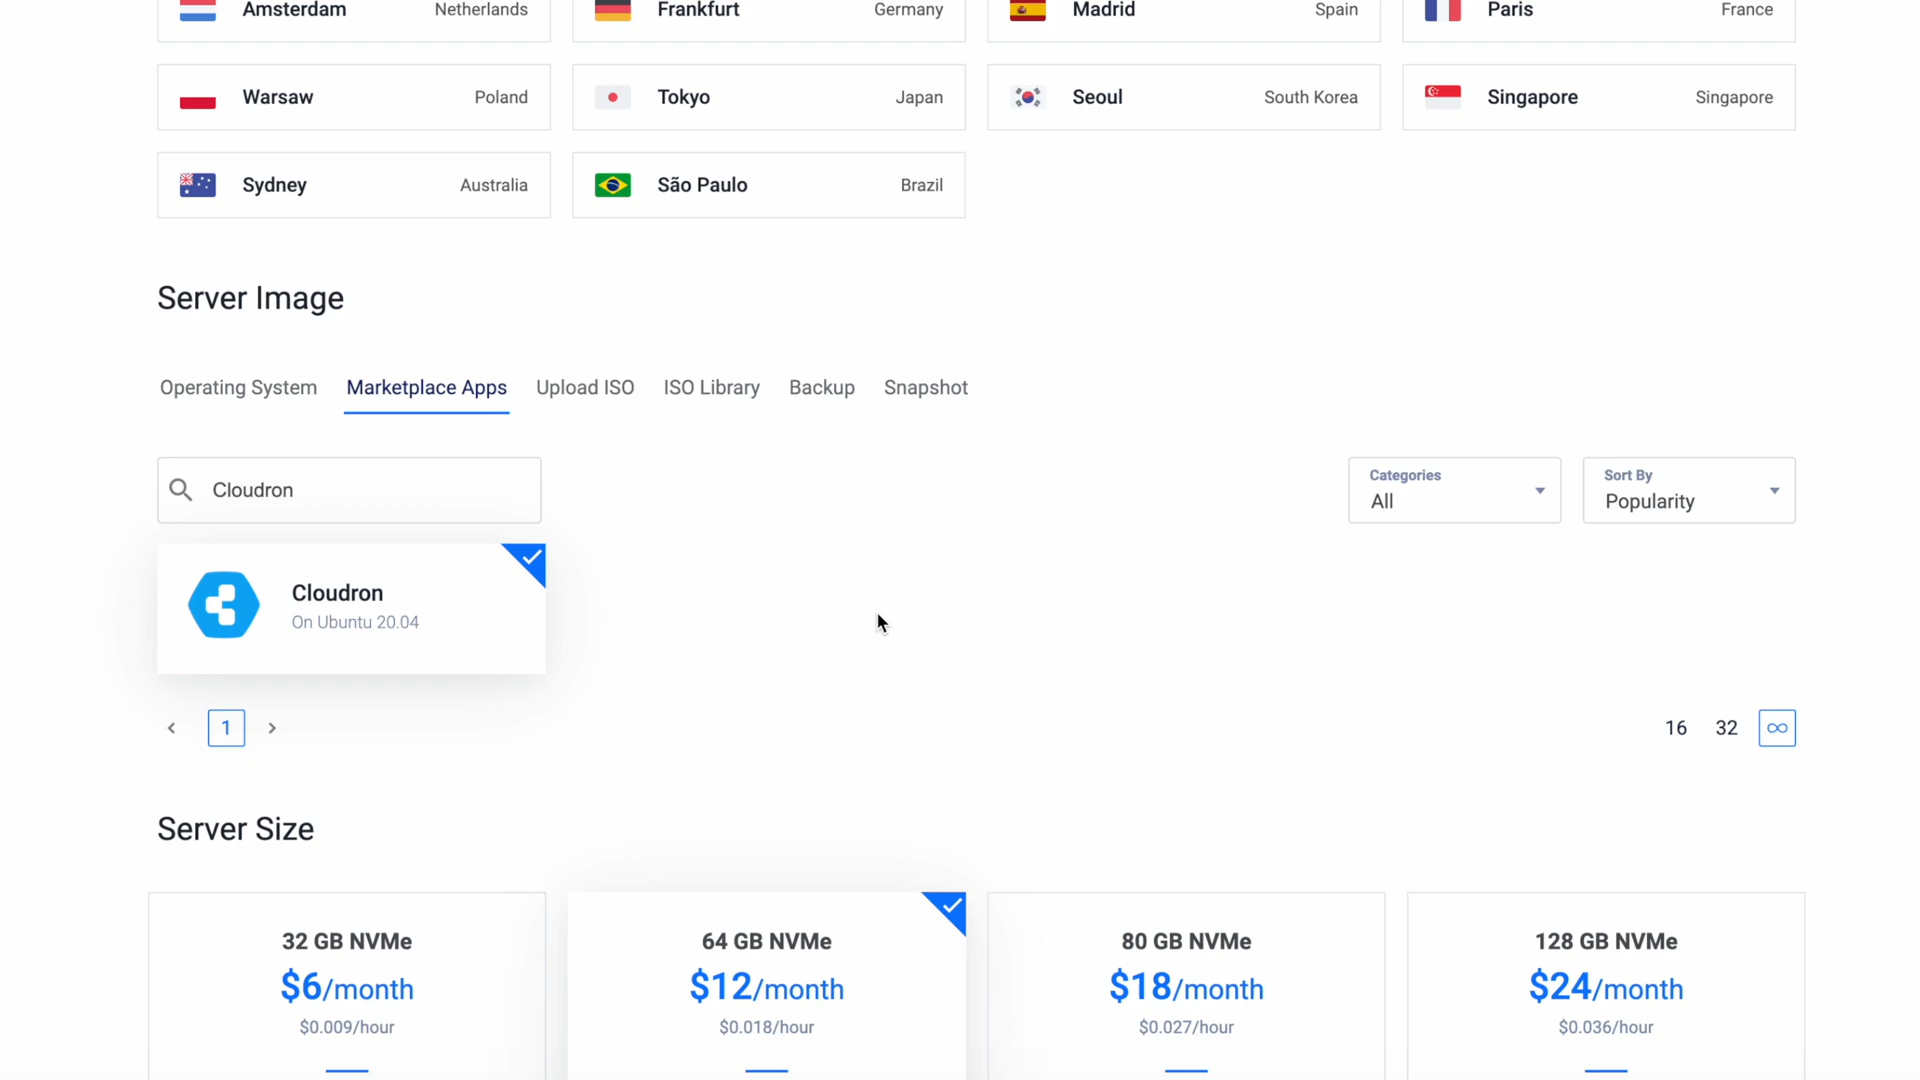 Amsterdam Netherlands
Frankfurt Germany
Madrid Spain
Paris France
Warsaw Poland
Tokyo Japan
Seoul South Korea
Singapore Singapore
Sydney Australia
São Paulo Brazil
Server Image
Operating System Marketplace Apps Upload ISO ISO Library Backup Snapshot
Cloudron
Categories
All
Sort By
Popularity
Cloudron
On Ubuntu 20.04
1
16 32 ∞
Server Size
32 GB NVMe
$6/month
$0.009/hour
64 GB NVMe
$12/month
$0.018/hour
80 GB NVMe
$18/month
$0.027/hour
128 GB NVMe
$24/month
$0.036/hour